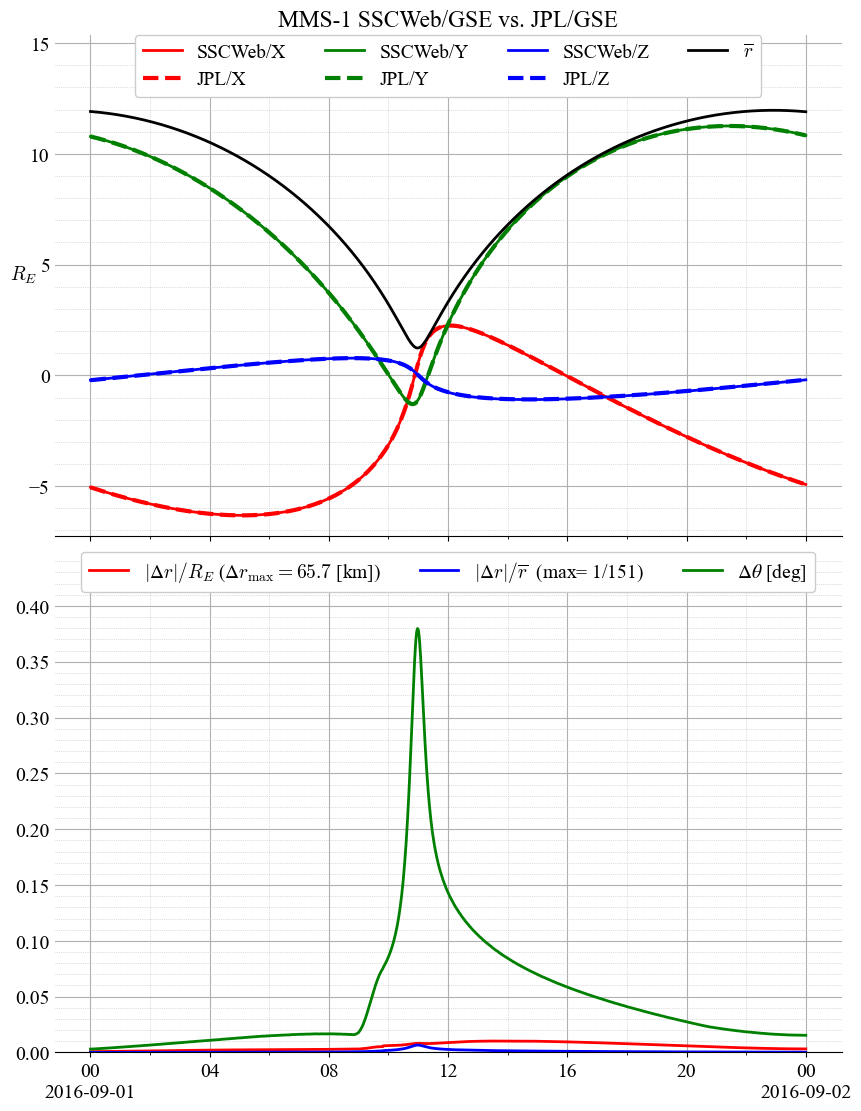 MMS-1 SSCWeb/GSE vs. JPL/GSE
SSCWeb/X SSCWeb/Y SSCWeb/Z r̅
JPL/X JPL/Y JPL/Z
15
10
R_E
5
0
−5
|Δr|/R_E (Δr_max = 65.7 [km]) |Δr|/r̅ (max= 1/151) Δθ [deg]
0.40
0.35
0.30
0.25
0.20
0.15
0.10
0.05
0.00
00 04 08 12 16 20 00
2016-09-01 2016-09-02